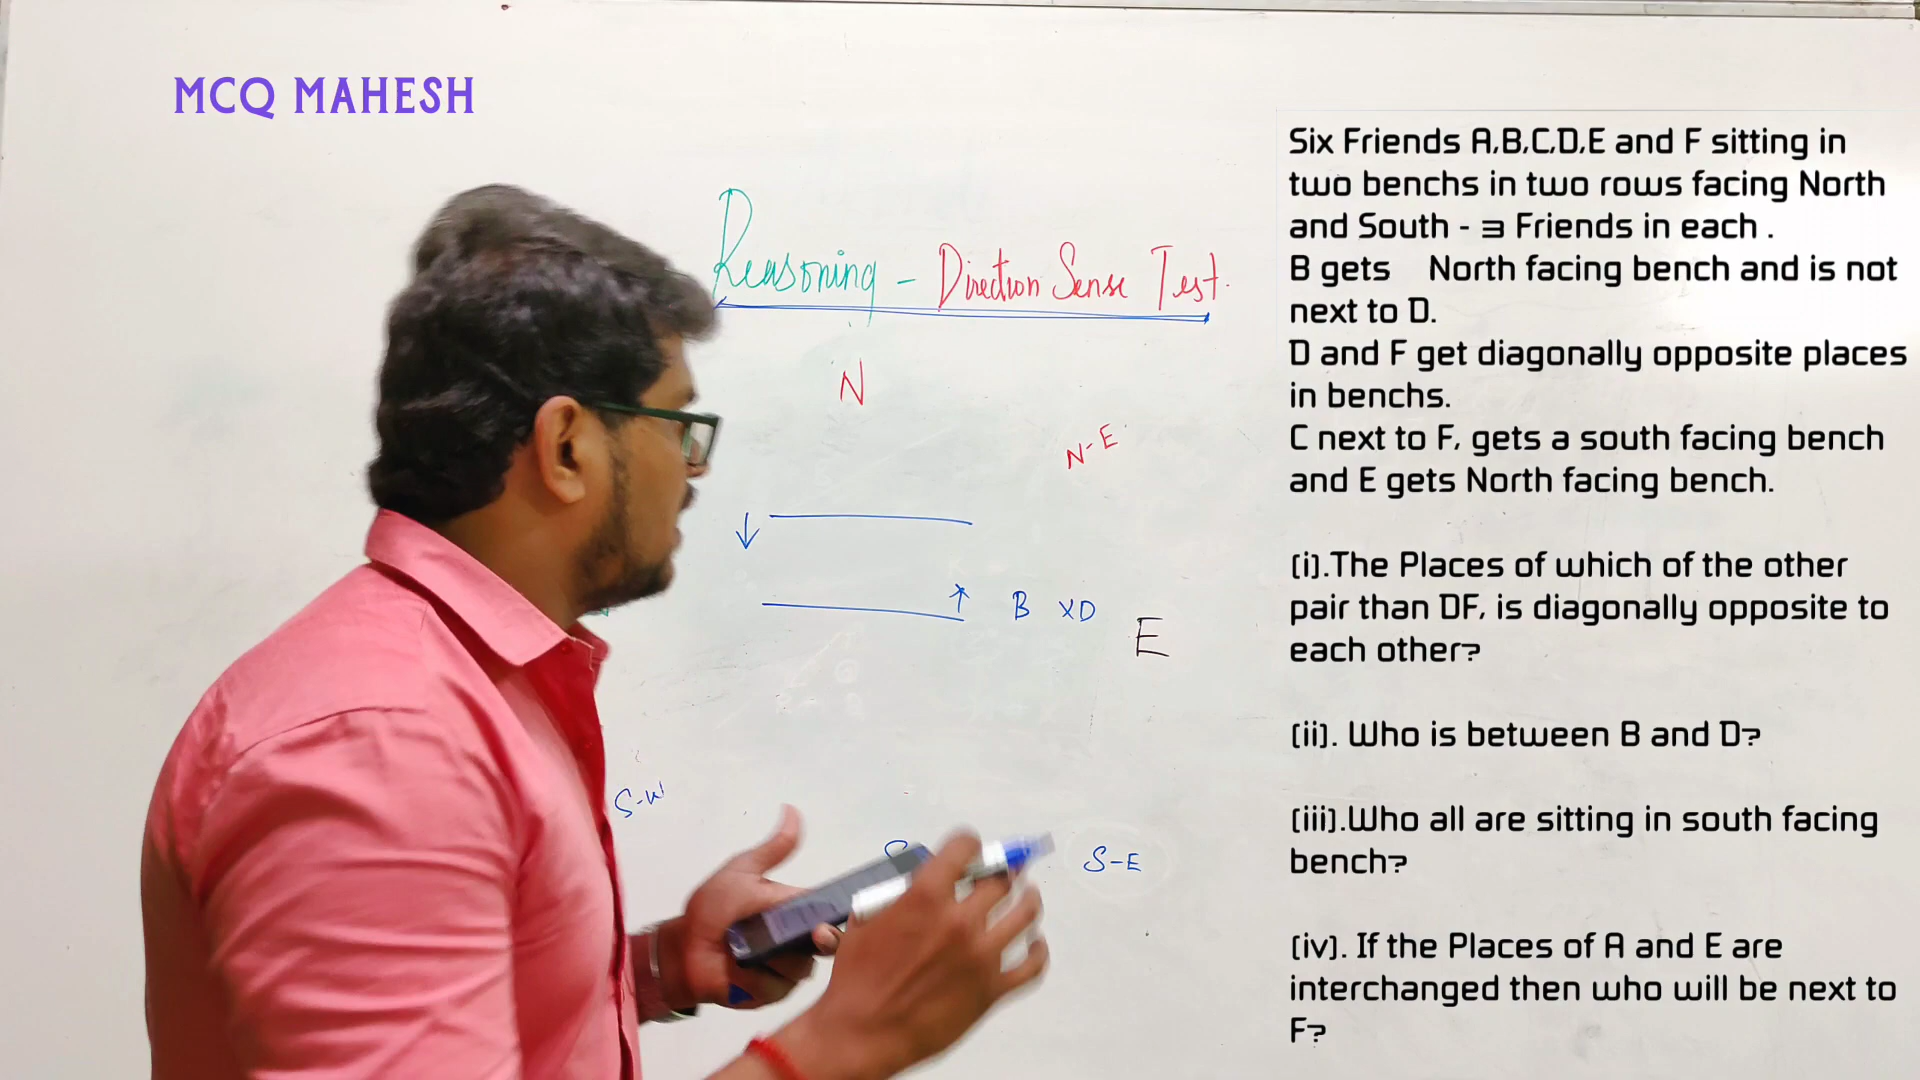 MCQ MAHESH
Reasoning - Direction Sense Test.
N
N-E
B XD
E
S-W
S-E
Six Friends A,B,C,D,E and F sitting in
two benchs in two rows facing North
and South - 3 Friends in each .
B gets North facing bench and is not
next to D.
D and F get diagonally opposite places
in benchs.
C next to F, gets a south facing bench
and E gets North facing bench.
(i).The Places of which of the other
pair than DF, is diagonally opposite to
each other?
(ii). Who is between B and D?
(iii).Who all are sitting in south facing
bench?
(iv). If the Places of A and E are
interchanged then who will be next to
F?